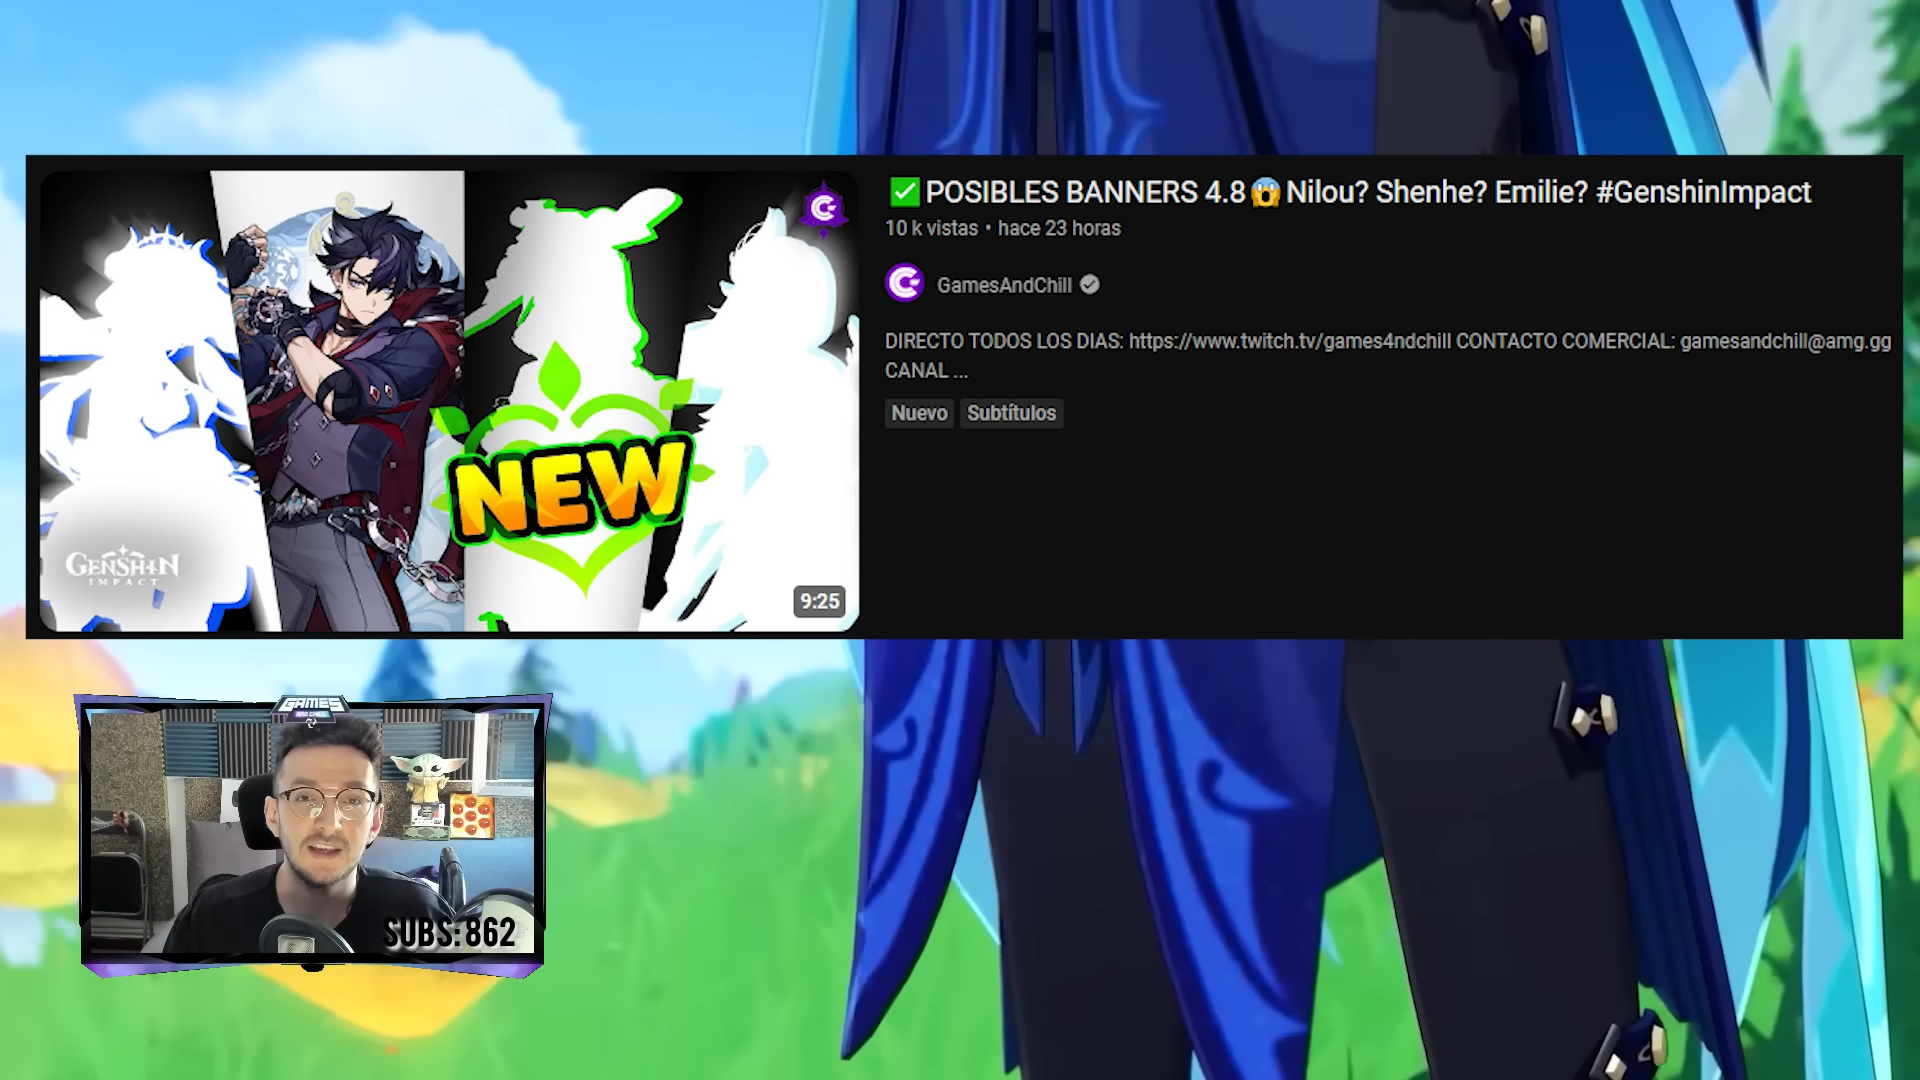 ✅POSIBLES BANNERS 4.8😱Nilou? Shenhe? Emilie? #GenshinImpact
10 k vistas • hace 23 horas
GamesAndChill
DIRECTO TODOS LOS DIAS: https://www.twitch.tv/games4ndchill CONTACTO COMERCIAL: gamesandchill@amg.gg
CANAL ...
Nuevo Subtítulos
NEW
GENSHIN
IMPACT
9:25
GAMES
SUBS: 862